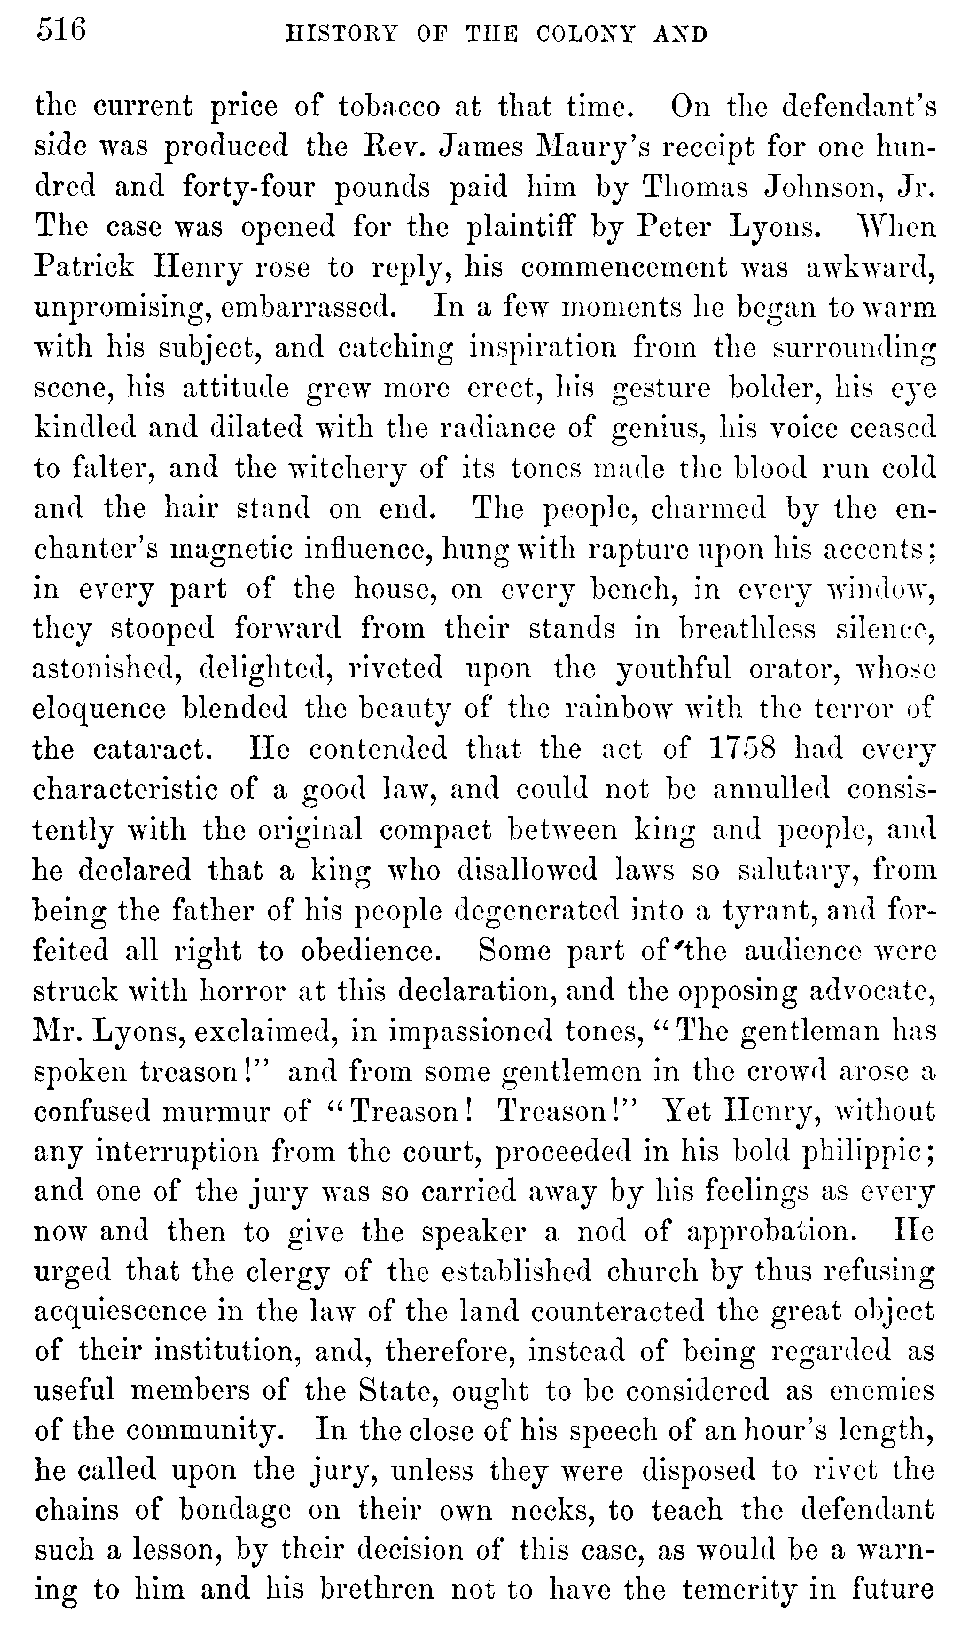 516 HISTORY OF THE COLONY AND
the current price of tobacco at that time. On the defendant's
side was produced the Rev. James Maury's receipt for one hun-
dred and forty-four pounds paid him by Thomas Johnson, Jr.
The case was opened for the plaintiff by Peter Lyons. When
Patrick Henry rose to reply, his commencement was awkward,
unpromising, embarrassed. In a few moments he began to warm
with his subject, and catching inspiration from the surrounding
scene, his attitude grew more erect, his gesture bolder, his eye
kindled and dilated with the radiance of genius, his voice ceased
to falter, and the witchery of its tones made the blood run cold
and the hair stand on end. The people, charmed by the en-
chanter's magnetic influence, hung with rapture upon his accents;
in every part of the house, on every bench, in every window,
they stooped forward from their stands in breathless silence,
astonished, delighted, riveted upon the youthful orator, whose
eloquence blended the beauty of the rainbow with the terror of
the cataract. He contended that the act of 1758 had every
characteristic of a good law, and could not be annulled consis-
tently with the original compact between king and people, and
he declared that a king who disallowed laws so salutary, from
being the father of his people degenerated into a tyrant, and for-
feited all right to obedience. Some part of the audience were
struck with horror at this declaration, and the opposing advocate,
Mr. Lyons, exclaimed, in impassioned tones, "The gentleman has
spoken treason!" and from some gentlemen in the crowd arose a
confused murmur of "Treason! Treason!" Yet Henry, without
any interruption from the court, proceeded in his bold philippic;
and one of the jury was so carried away by his feelings as every
now and then to give the speaker a nod of approbation. He
urged that the clergy of the established church by thus refusing
acquiescence in the law of the land counteracted the great object
of their institution, and, therefore, instead of being regarded as
useful members of the State, ought to be considered as enemies
of the community. In the close of his speech of an hour's length,
he called upon the jury, unless they were disposed to rivet the
chains of bondage on their own necks, to teach the defendant
such a lesson, by their decision of this case, as would be a warn-
ing to him and his brethren not to have the temerity in future